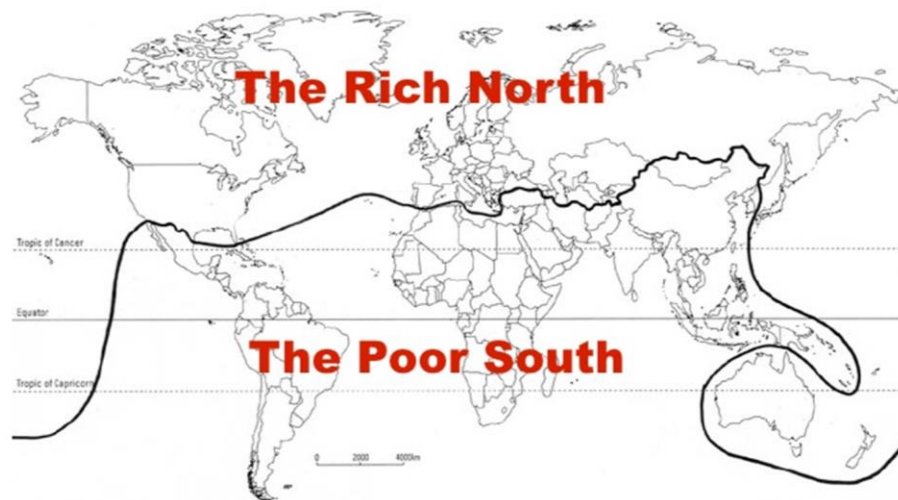 The Rich North
Tropic of Cancer
Equator
The Poor South
Tropic of Capricorn
0 2000 4000km